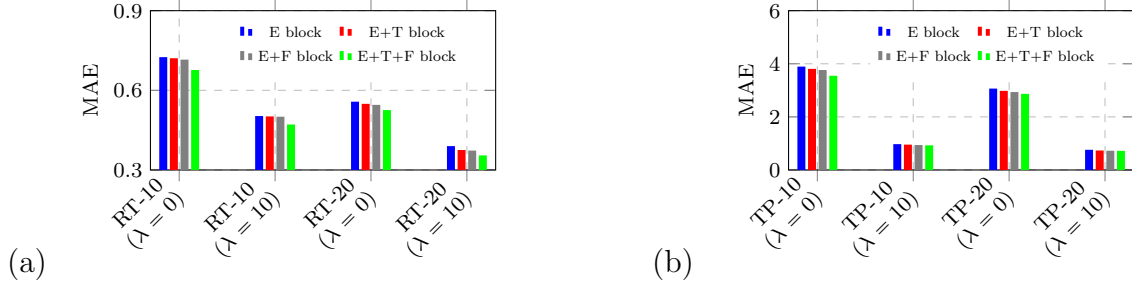 0.9
0.6
0.3
MAE
E block
E+T block
E+F block
E+T+F block
RT-10
(λ = 0)
RT-10
(λ = 10)
RT-20
(λ = 0)
RT-20
(λ = 10)
(a)
6
4
2
0
MAE
E block
E+T block
E+F block
E+T+F block
TP-10
(λ = 0)
TP-10
(λ = 10)
TP-20
(λ = 0)
TP-20
(λ = 10)
(b)